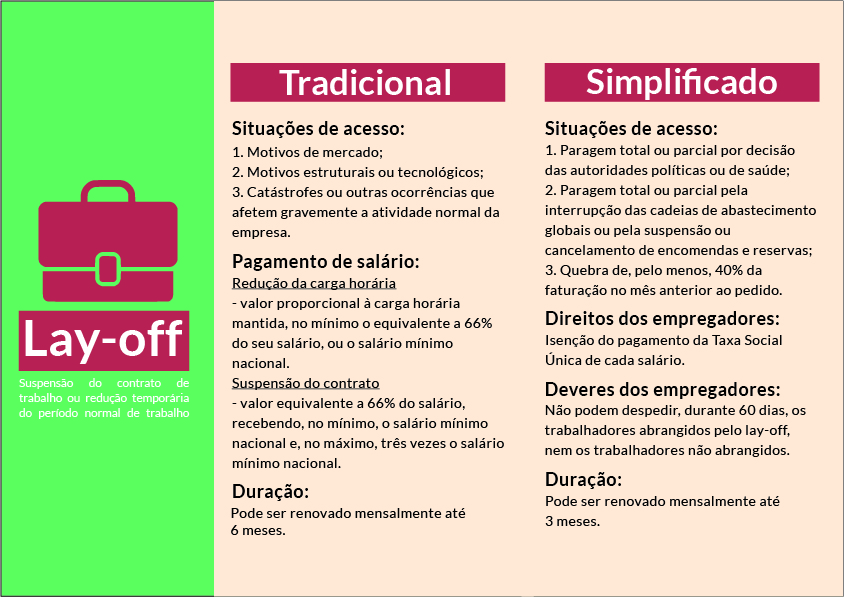 Lay-off
Suspensão do contrato de
trabalho ou redução temporária
do período normal de trabalho
Tradicional
Situações de acesso:
1. Motivos de mercado;
2. Motivos estruturais ou tecnológicos;
3. Catástrofes ou outras ocorrências que
afetem gravemente a atividade normal da
empresa.
Pagamento de salário:
Redução da carga horária
- valor proporcional à carga horária
mantida, no mínimo o equivalente a 66%
do seu salário, ou o salário mínimo
nacional.
Suspensão do contrato
- valor equivalente a 66% do salário,
recebendo, no mínimo, o salário mínimo
nacional e, no máximo, três vezes o salário
mínimo nacional.
Duração:
Pode ser renovado mensalmente até
6 meses.
Simplificado
Situações de acesso:
1. Paragem total ou parcial por decisão
das autoridades políticas ou de saúde;
2. Paragem total ou parcial pela
interrupção das cadeias de abastecimento
globais ou pela suspensão ou
cancelamento de encomendas e reservas;
3. Quebra de, pelo menos, 40% da
faturação no mês anterior ao pedido.
Direitos dos empregadores:
Isenção do pagamento da Taxa Social
Única de cada salário.
Deveres dos empregadores:
Não podem despedir, durante 60 dias, os
trabalhadores abrangidos pelo lay-off,
nem os trabalhadores não abrangidos.
Duração:
Pode ser renovado mensalmente até
3 meses.